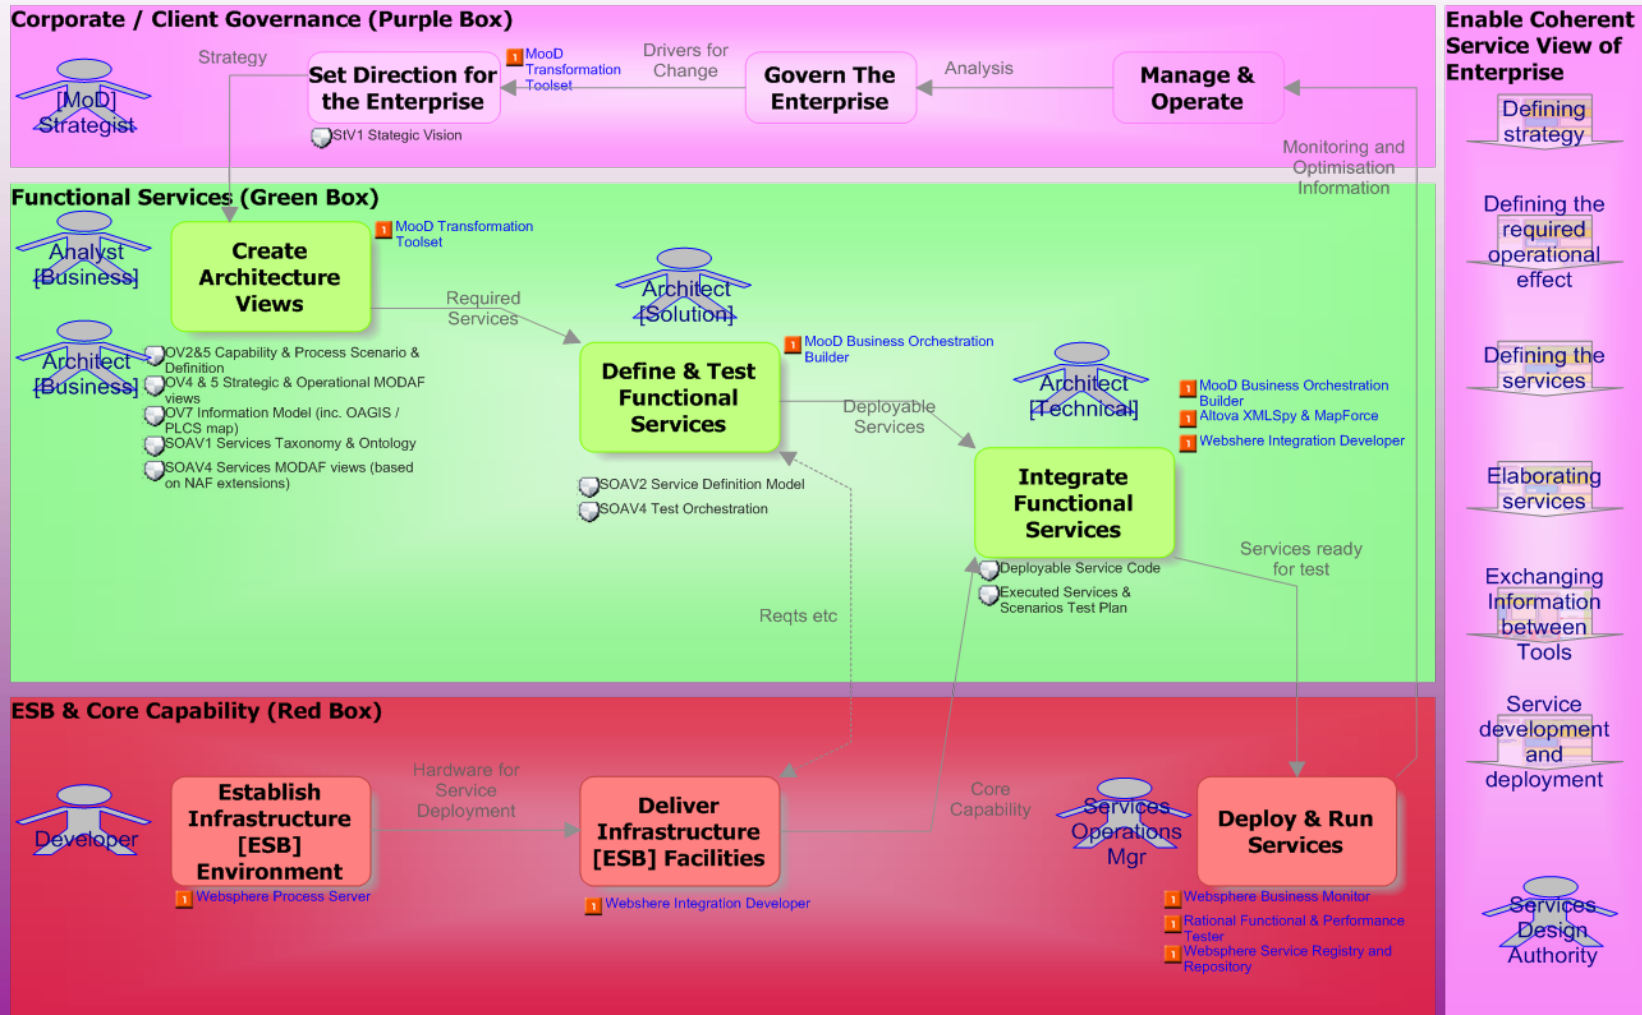 Corporate / Client Governance (Purple Box)
[MoD]
Strategist
Strategy
Set Direction for
the Enterprise
MooD
Transformation
Toolset
StV1 Stategic Vision
Drivers for
Change
Govern The
Enterprise
Analysis
Manage &
Operate
Monitoring and
Optimisation
Information
Functional Services (Green Box)
Analyst
[Business]
Architect
[Business]
Create
Architecture
Views
MooD Transformation
Toolset
OV2&5 Capability & Process Scenario &
Definition
OV4 & 5 Strategic & Operational MODAF
views
OV7 Information Model (inc. OAGIS /
PLCS map)
SOAV1 Services Taxonomy & Ontology
SOAV4 Services MODAF views (based
on NAF extensions)
Required
Services
Architect
[Solution]
Define & Test
Functional
Services
MooD Business Orchestration
Builder
SOAV2 Service Definition Model
SOAV4 Test Orchestration
Deployable
Services
Reqts etc
Architect
[Technical]
MooD Business Orchestration
Builder
Altova XMLSpy & MapForce
Webshere Integration Developer
Integrate
Functional
Services
Deployable Service Code
Executed Services &
Scenarios Test Plan
Services ready
for test
ESB & Core Capability (Red Box)
Developer
Establish
Infrastructure
[ESB]
Environment
Websphere Process Server
Hardware for
Service
Deployment
Deliver
Infrastructure
[ESB] Facilities
Webshere Integration Developer
Core
Capability
Services
Operations
Mgr
Deploy & Run
Services
Websphere Business Monitor
Rational Functional & Performance
Tester
Websphere Service Registry and
Repository
Enable Coherent
Service View of
Enterprise
Defining
strategy
Defining the
required
operational
effect
Defining the
services
Elaborating
services
Exchanging
Information
between
Tools
Service
development
and
deployment
Services
Design
Authority